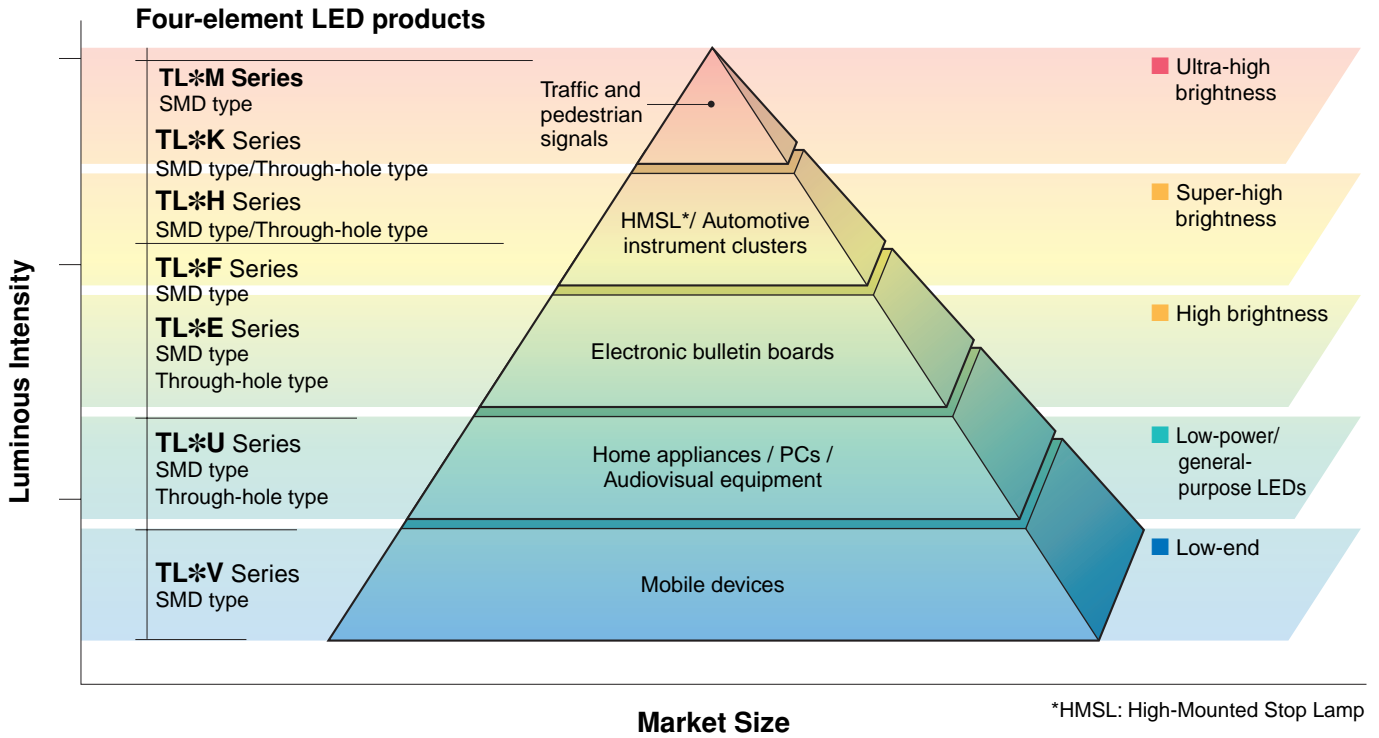 Four-element LED products
TL✽M Series
SMD type
TL✽K Series
SMD type/Through-hole type
TL✽H Series
SMD type/Through-hole type
TL✽F Series
SMD type
TL✽E Series
SMD type
Through-hole type
TL✽U Series
SMD type
Through-hole type
TL✽V Series
SMD type
Traffic and
pedestrian
signals
HMSL*/ Automotive
instrument clusters
Electronic bulletin boards
Home appliances / PCs /
Audiovisual equipment
Mobile devices
Ultra-high
brightness
Super-high
brightness
High brightness
Low-power/
general-
purpose LEDs
Low-end
Luminous Intensity
Market Size
*HMSL: High-Mounted Stop Lamp